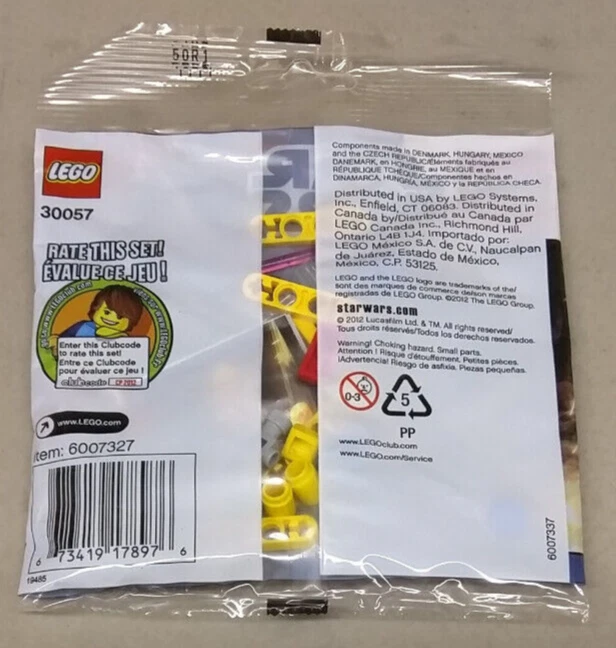 50R1
LEGO
30057
RATE THIS SET!
ÉVALUE CE JEU !
Enter this Clubcode
to rate this set!
Entre ce Clubcode
pour évaluer ce jeu !
clubcode: CP 2012
www.LEGO.com
item: 6007327
6 73419 17897 6
19485
Components made in DENMARK, HUNGARY, MEXICO
and the CZECH REPUBLIC/Éléments fabriqués au
DANEMARK, en HONGRIE, au MEXIQUE et en
RÉPUBLIQUE TCHÈQUE/Componentes hechos en
DINAMARCA, HUNGRÍA, MÉXICO y la REPÚBLICA CHECA.
Distributed in USA by LEGO Systems,
Inc., Enfield, CT 06083. Distributed in
Canada by/Distribué au Canada par
LEGO Canada Inc., Richmond Hill,
Ontario L4B 1J4. Importado por:
LEGO México S.A. de C.V., Naucalpan
de Juárez, Estado de México,
México, C.P. 53125.
LEGO and the LEGO logo are trademarks of the/
sont des marques de commerce de/son marcas
registradas de LEGO Group. ©2012 The LEGO Group.
starwars.com
© 2012 Lucasfilm Ltd. & TM. All rights reserved/
Tous droits réservés/Todos los derechos reservados.
Warning! Choking hazard. Small parts.
Attention ! Risque d'étouffement. Petites pièces.
¡Advertencia! Riesgo de asfixia. Piezas pequeñas.
0-3
5
PP
www.LEGOclub.com
www.LEGO.com/Service
6007337